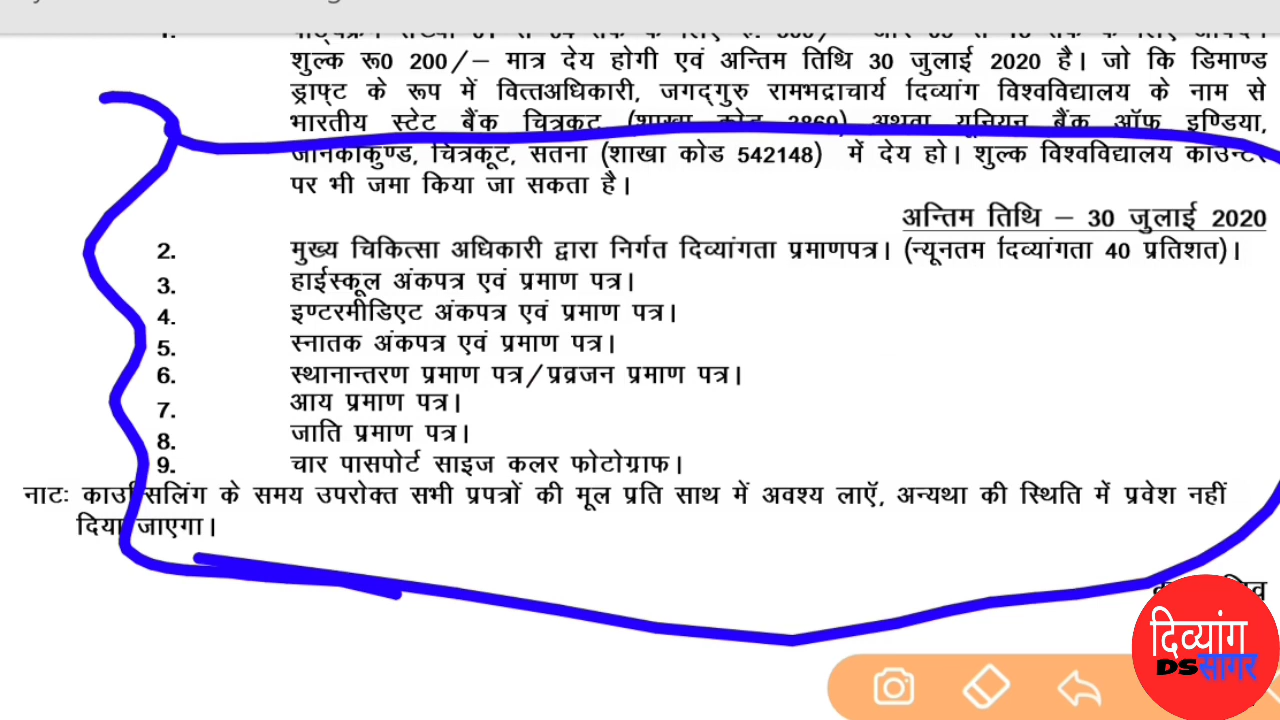 शुल्क रू0 200/– मात्र देय होगी एवं अन्तिम तिथि 30 जुलाई 2020 है। जो कि डिमाण्ड
ड्राफ्ट के रूप में वित्तअधिकारी, जगद्गुरु रामभद्राचार्य दिव्यांग विश्वविद्यालय के नाम से
भारतीय स्टेट बैंक चित्रकूट (शाखा कोड अथवा यूनियन बैंक ऑफ इण्डिया,
जानकीकुण्ड, चित्रकूट, सतना (शाखा कोड 542148) में देय हो। शुल्क विश्वविद्यालय काउन्टर
पर भी जमा किया जा सकता है।
अन्तिम तिथि – 30 जुलाई 2020
2. मुख्य चिकित्सा अधिकारी द्वारा निर्गत दिव्यांगता प्रमाणपत्र। (न्यूनतम दिव्यांगता 40 प्रतिशत)।
3. हाईस्कूल अंकपत्र एवं प्रमाण पत्र।
4. इण्टरमीडिएट अंकपत्र एवं प्रमाण पत्र।
5. स्नातक अंकपत्र एवं प्रमाण पत्र।
6. स्थानान्तरण प्रमाण पत्र/प्रव्रजन प्रमाण पत्र।
7. आय प्रमाण पत्र।
8. जाति प्रमाण पत्र।
9. चार पासपोर्ट साइज कलर फोटोग्राफ।
नोटः काउन्सिलिंग के समय उपरोक्त सभी प्रपत्रों की मूल प्रति साथ में अवश्य लाऍ, अन्यथा की स्थिति में प्रवेश नहीं
दिया जाएगा।
दिव्यांग
DSसागर